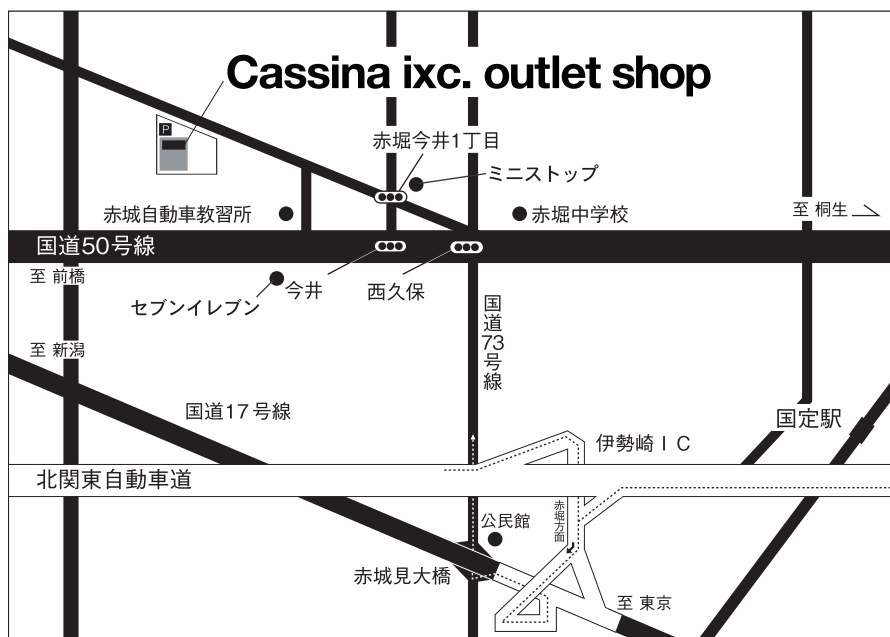 Cassina ixc. outlet shop
P
赤堀今井1丁目
ミニストップ
赤城自動車教習所
赤堀中学校
至 桐生
国道50号線
至 前橋
セブンイレブン
今井
西久保
国道73号線
至 新潟
国道17号線
国定駅
伊勢崎IC
北関東自動車道
公民館
赤堀方面
赤城見大橋
至 東京